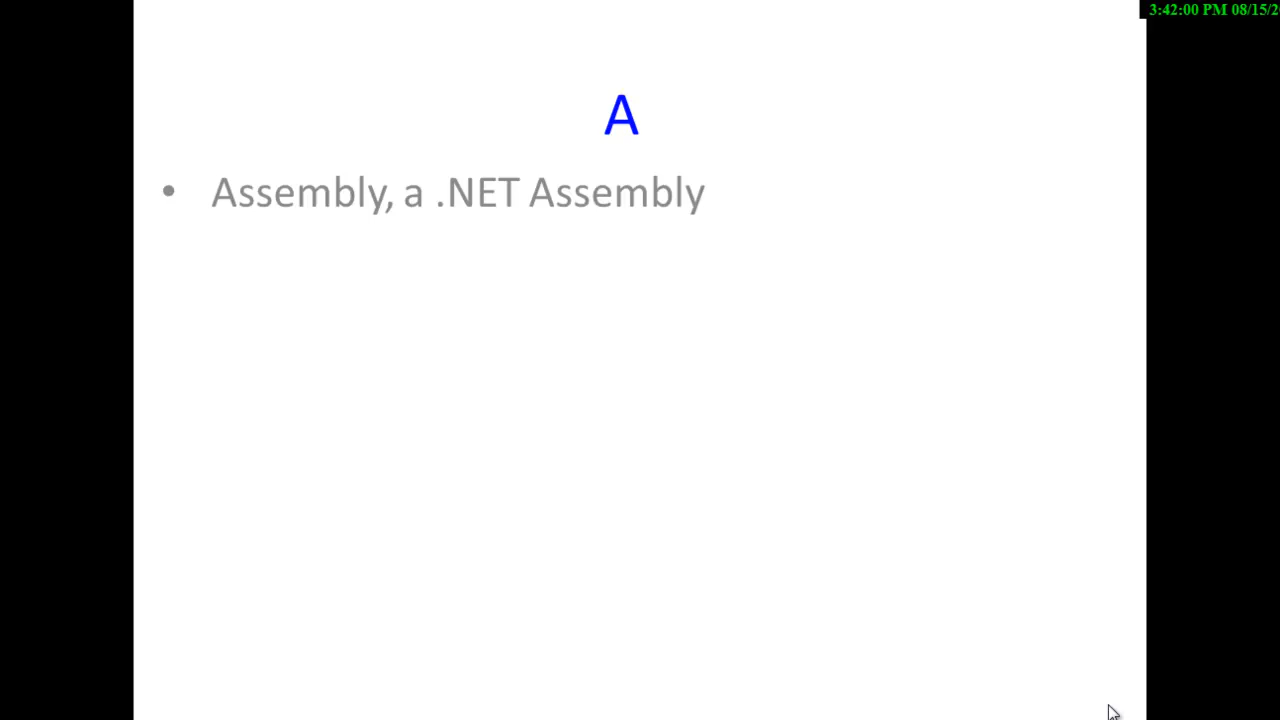 3:42:00 PM 08/15/2
A
• Assembly, a .NET Assembly